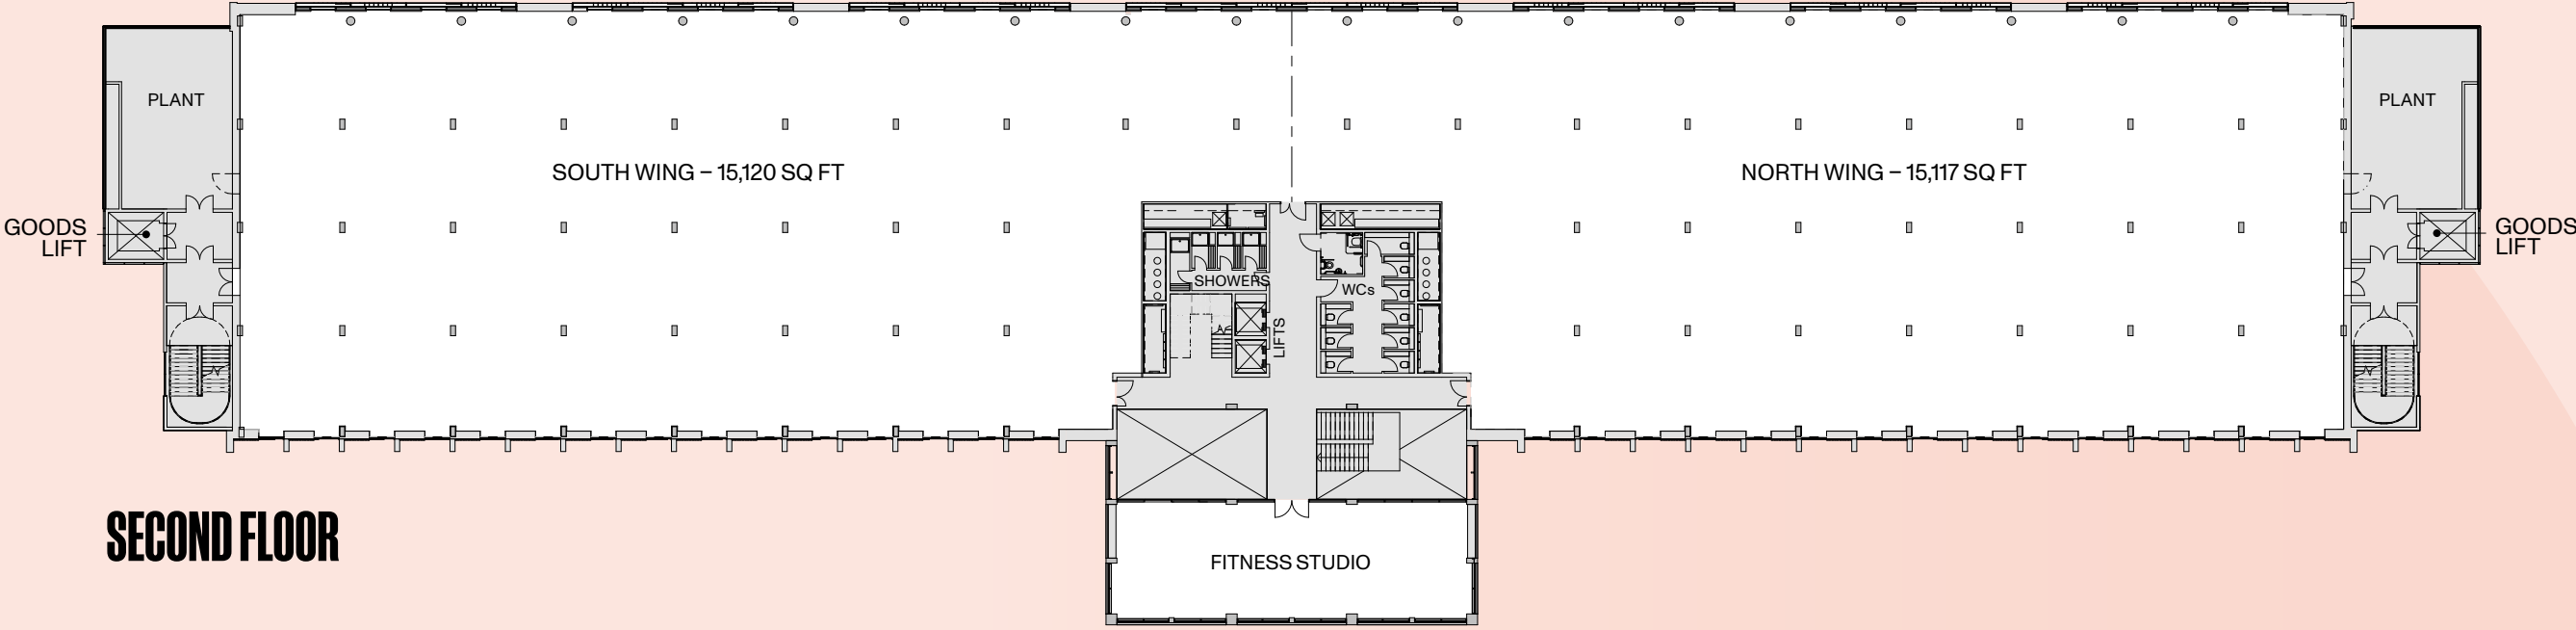 PLANT
PLANT
SOUTH WING – 15,120 SQ FT
NORTH WING – 15,117 SQ FT
GOODS
LIFT
GOODS
LIFT
SHOWERS
WCs
LIFTS
SECOND FLOOR
FITNESS STUDIO